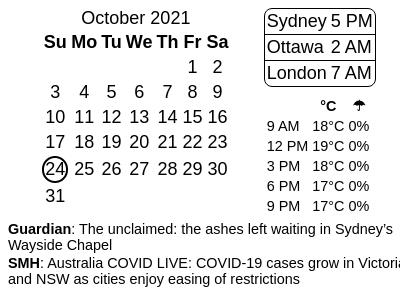 October 2021
Su Mo Tu We Th Fr Sa
1 2
3 4 5 6 7 8 9
10 11 12 13 14 15 16
17 18 19 20 21 22 23
24 25 26 27 28 29 30
31
Sydney 5 PM
Ottawa 2 AM
London 7 AM
°C ☂
9 AM 18°C 0%
12 PM 19°C 0%
3 PM 18°C 0%
6 PM 17°C 0%
9 PM 17°C 0%
Guardian: The unclaimed: the ashes left waiting in Sydney’s
Wayside Chapel
SMH: Australia COVID LIVE: COVID-19 cases grow in Victoria
and NSW as cities enjoy easing of restrictions